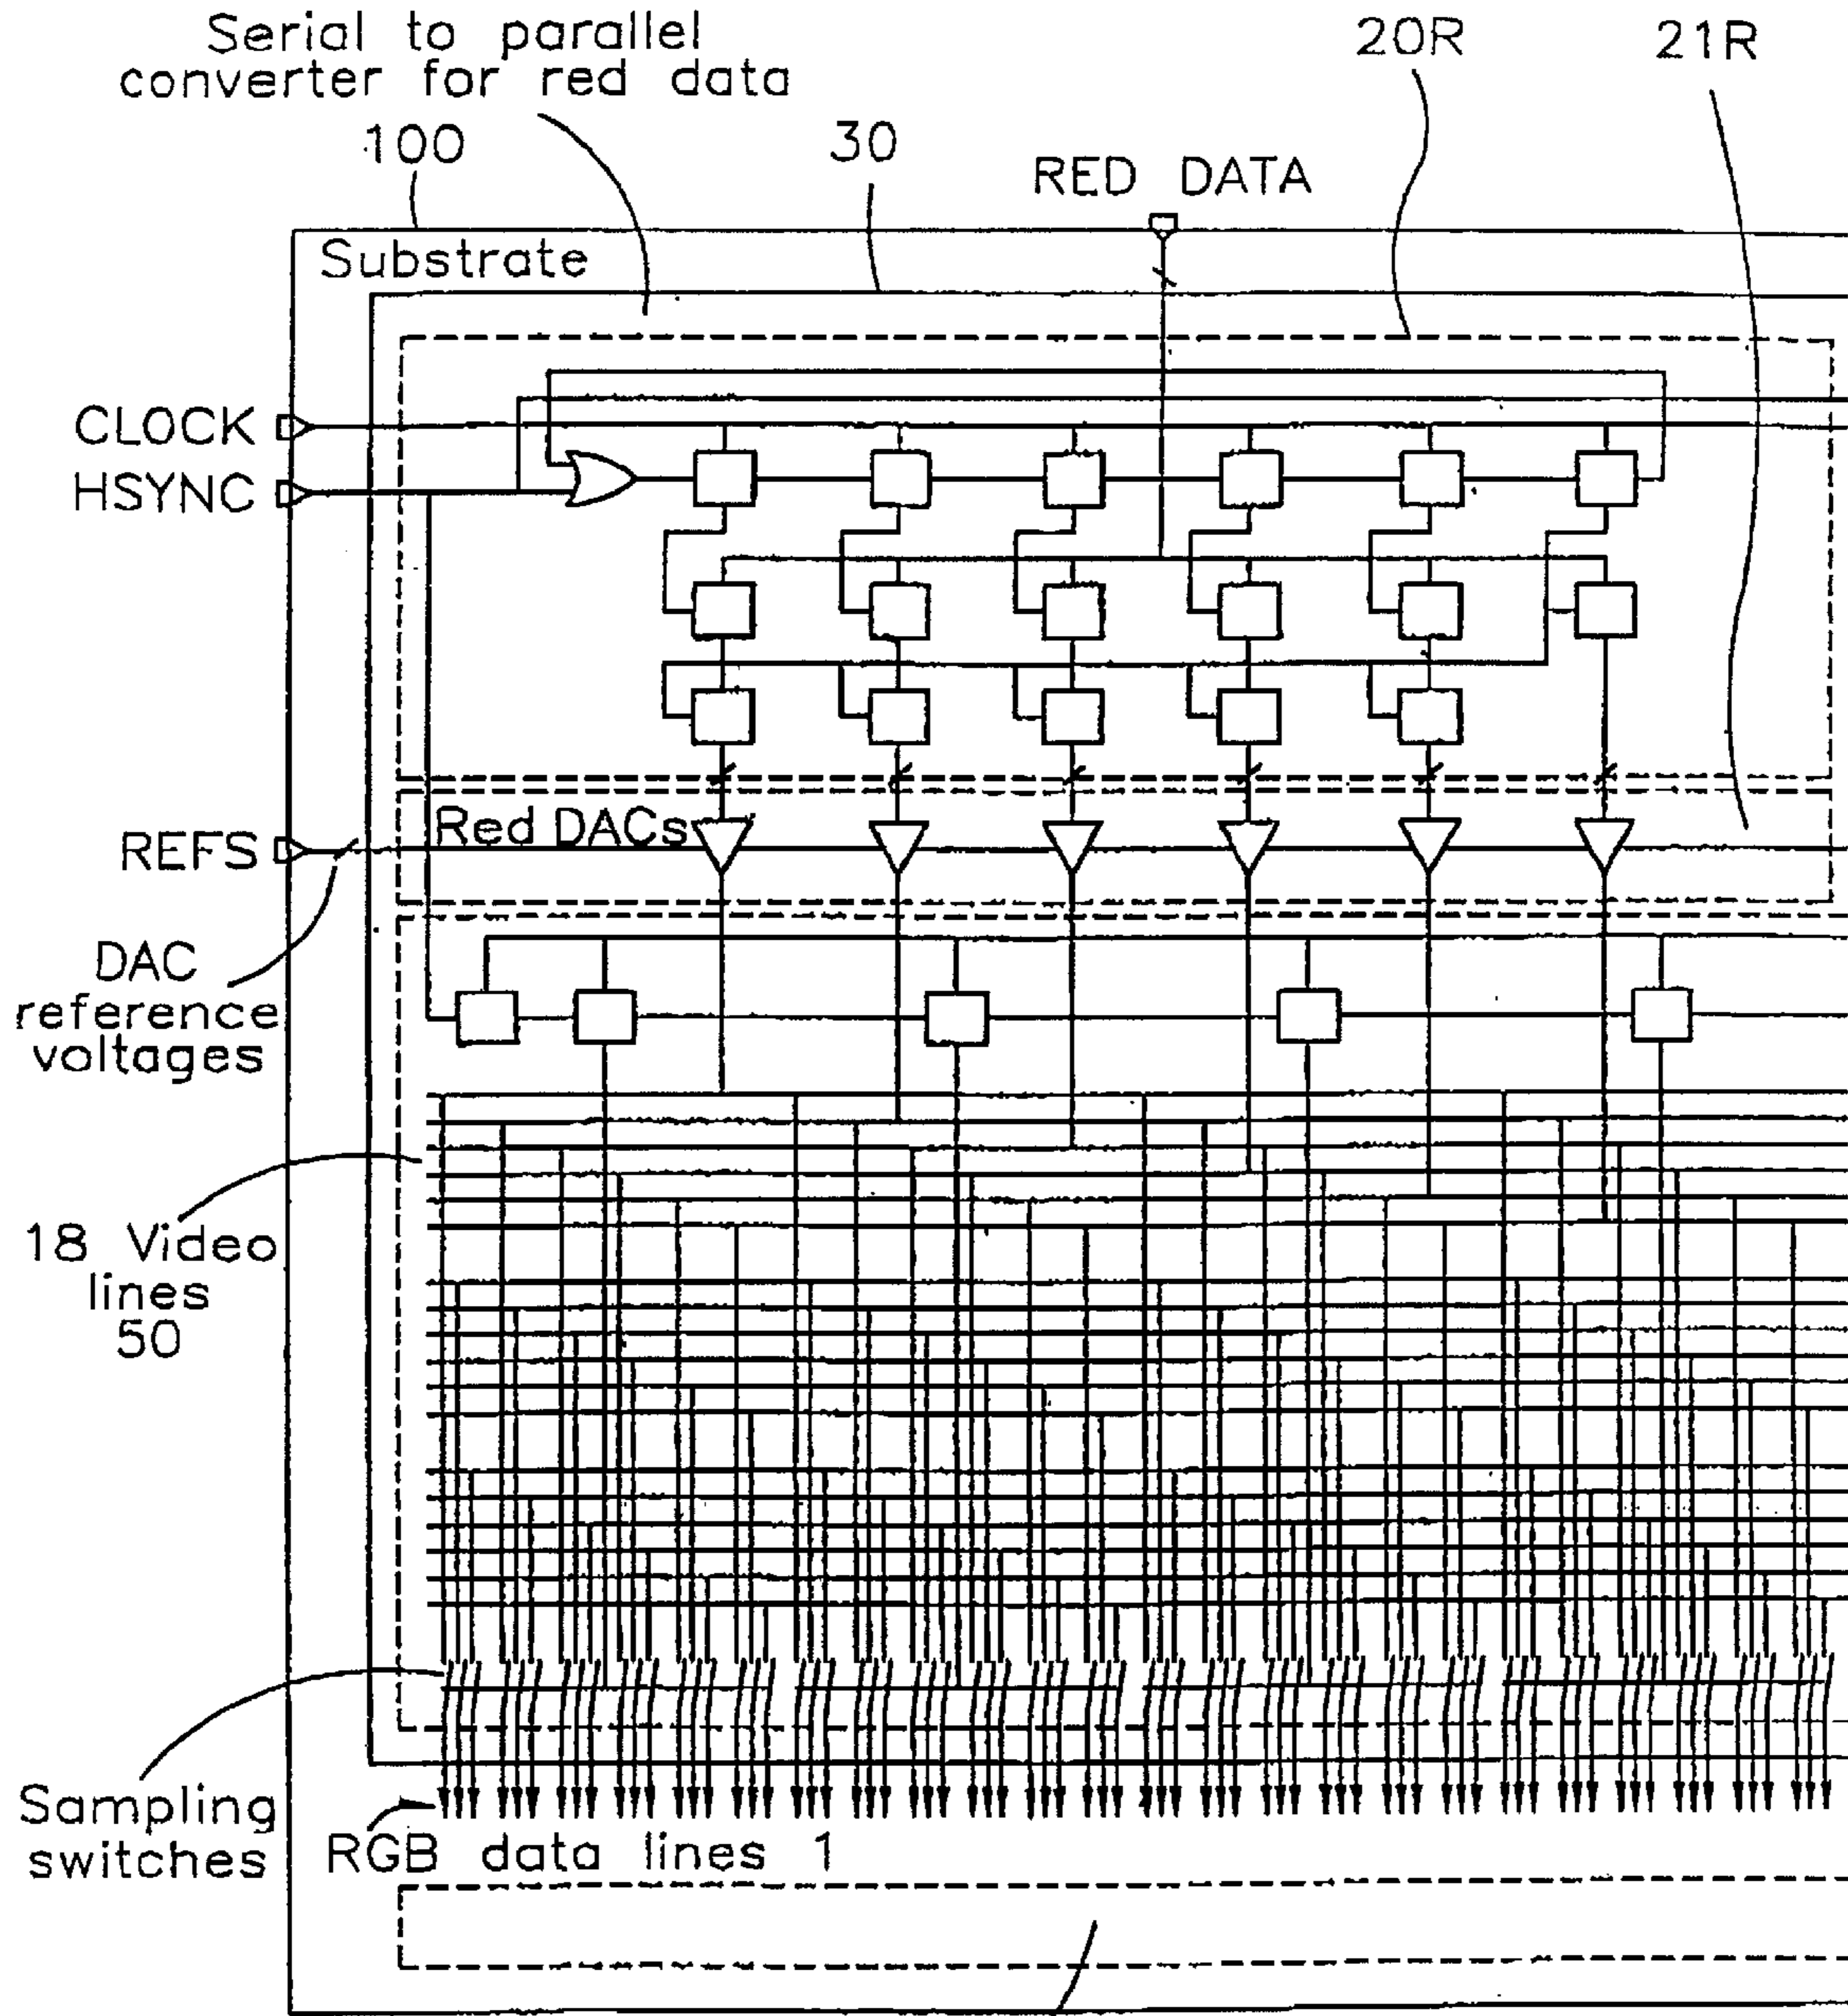 Serial to parallel
converter for red data
20R
21R
100
30
RED DATA
Substrate
CLOCK
HSYNC
Red DACs
REFS
DAC
reference
voltages
18 Video
lines
50
Sampling
switches
RGB data lines 1